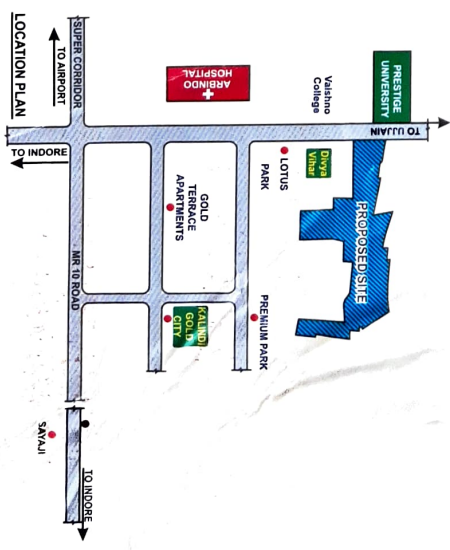 PRESTIGE
UNIVERSITY
TO UJJAIN
PROPOSED SITE
Vaishno
College
Divya
Vihar
LOTUS
PARK
PREMIUM PARK
ARBINDO
HOSPITAL
GOLD
TERRACE
APARTMENTS
KALINDI
GOLD
CITY
SUPER CORRIDOR
TO AIRPORT
TO INDORE
MR 10 ROAD
SAYAJI
TO INDORE
LOCATION PLAN